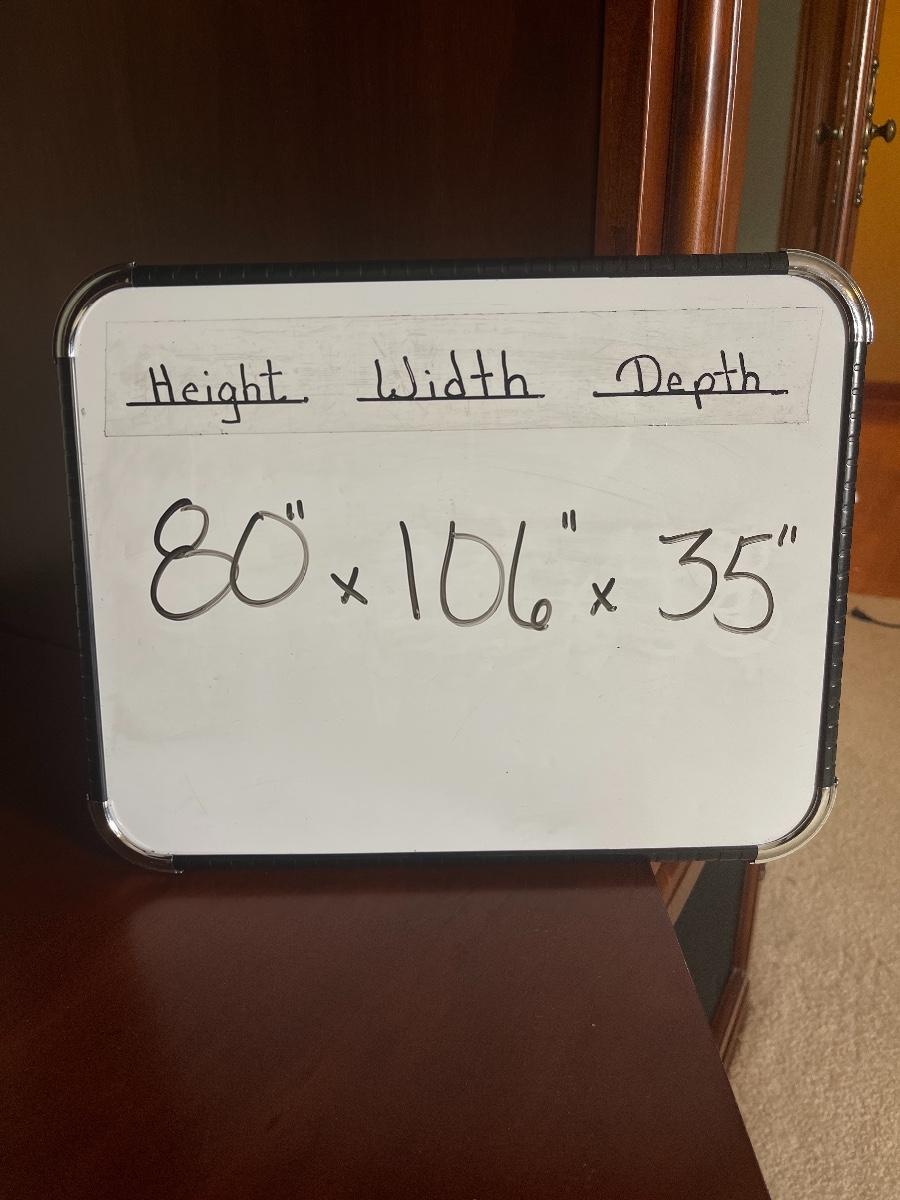 Height Width Depth
80" x 106" x 35"